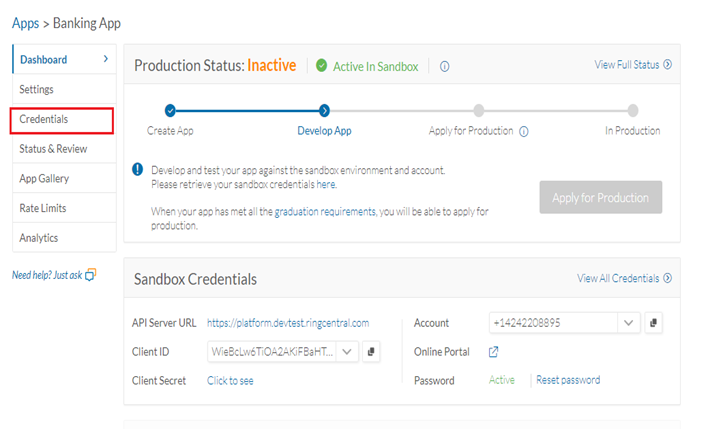 Apps > Banking App
Dashboard
Settings
Credentials
Status & Review
App Gallery
Rate Limits
Analytics
Need help? Just ask
Production Status: Inactive
Active In Sandbox
View Full Status
Create App
Develop App
Apply for Production
In Production
Develop and test your app against the sandbox environment and account.
Please retrieve your sandbox credentials here.
When your app has met all the graduation requirements, you will be able to apply for
production.
Apply for Production
Sandbox Credentials
View All Credentials
API Server URL https://platform.devtest.ringcentral.com
Client ID WieBcLw6TiOA2AKiFBaHT...
Client Secret Click to see
Account +14242208895
Online Portal
Password Active Reset password